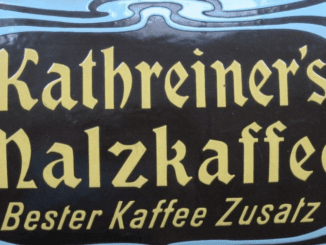 Kathreiner's
Malzkaffee
Bester Kaffee Zusatz